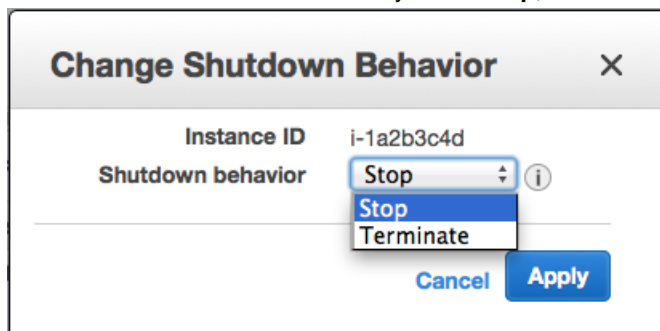 Change Shutdown Behavior
Instance ID i-1a2b3c4d
Shutdown behavior Stop
Stop
Terminate
Cancel Apply